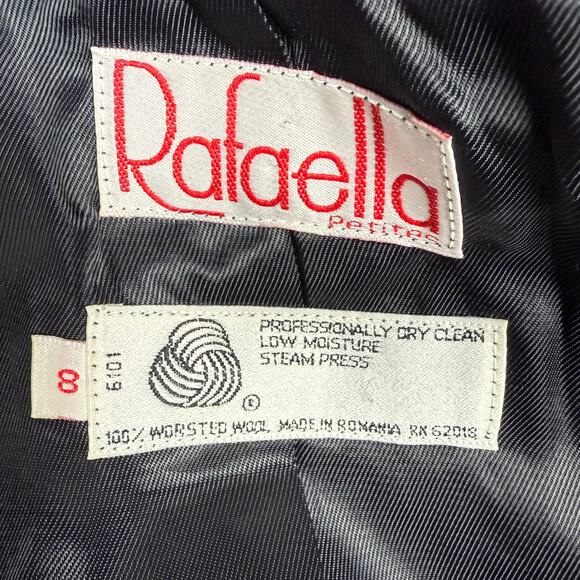 Rafaella
Petites
8
6101
PROFESSIONALLY DRY CLEAN
LOW MOISTURE
STEAM PRESS
®
100% WORSTED WOOL MADE IN ROMANIA RN 62018